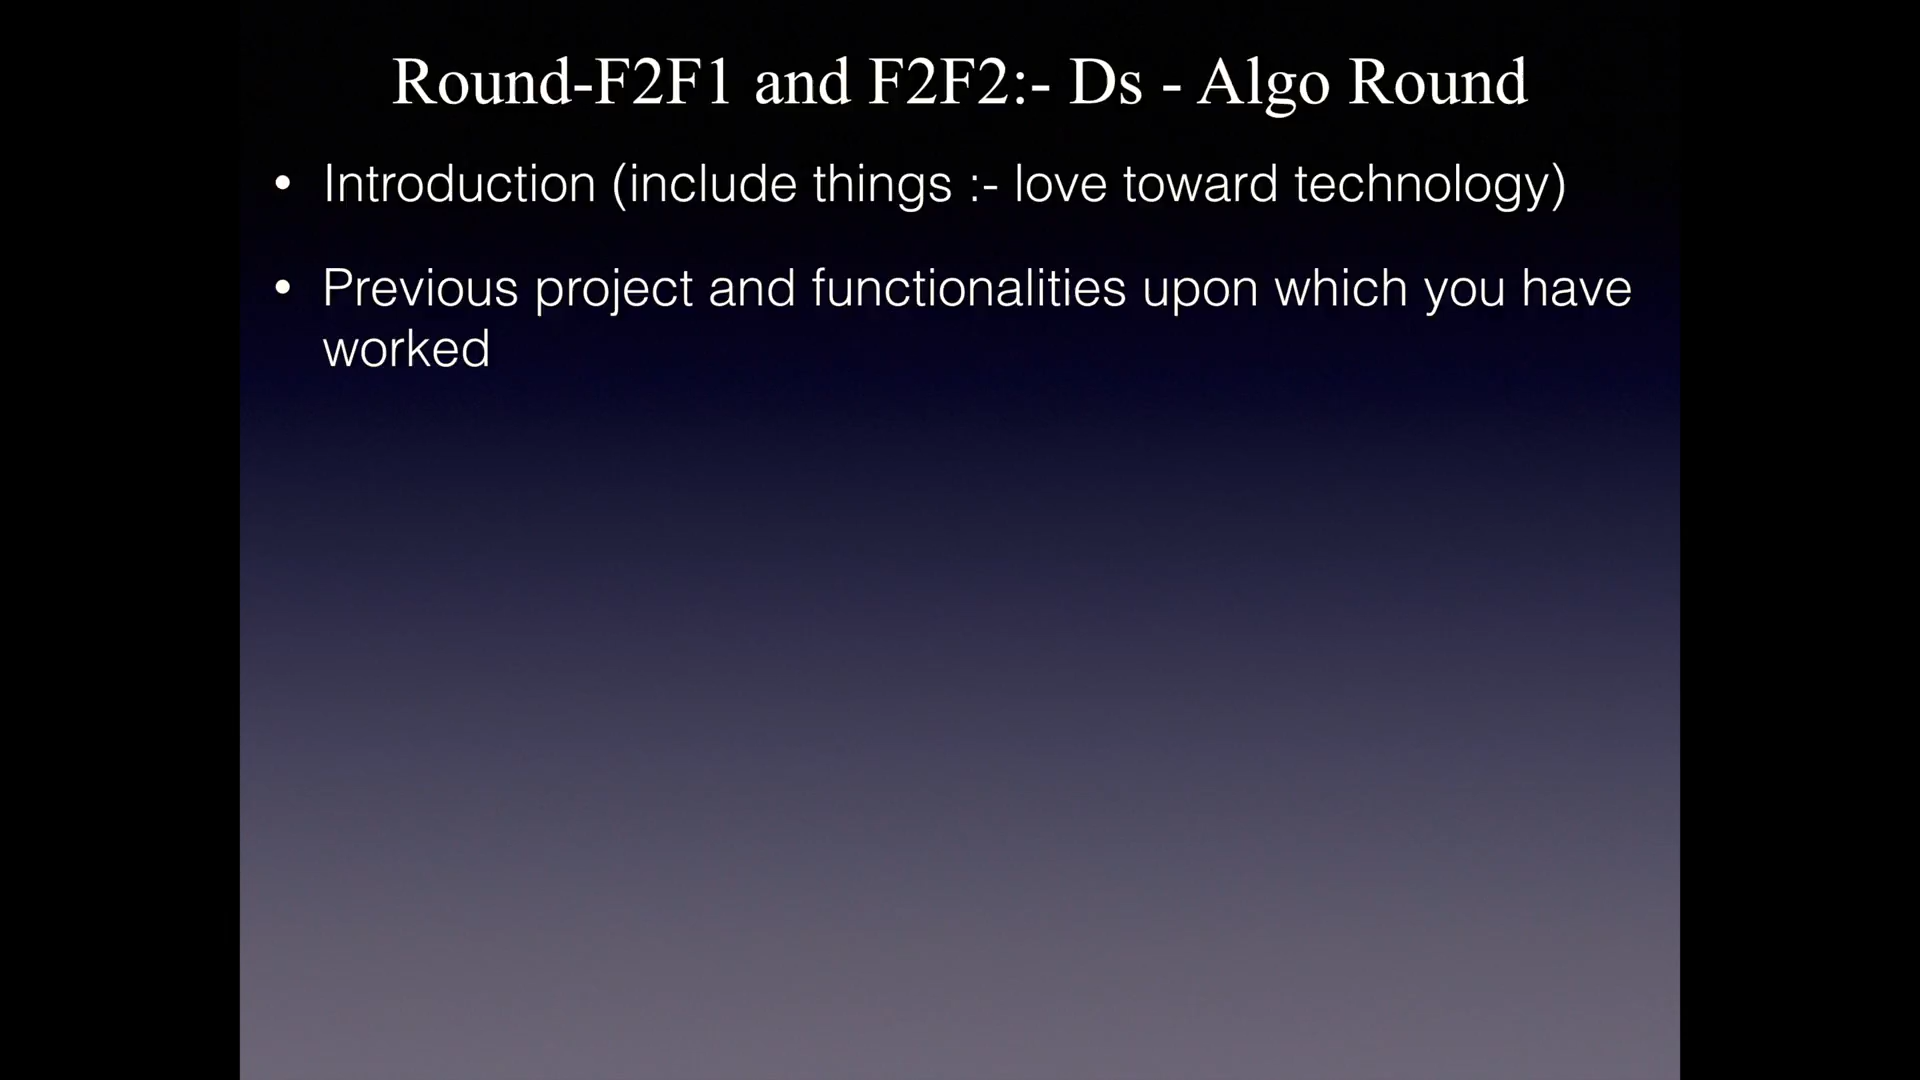 Round-F2F1 and F2F2:- Ds - Algo Round
• Introduction (include things :- love toward technology)
• Previous project and functionalities upon which you have
worked